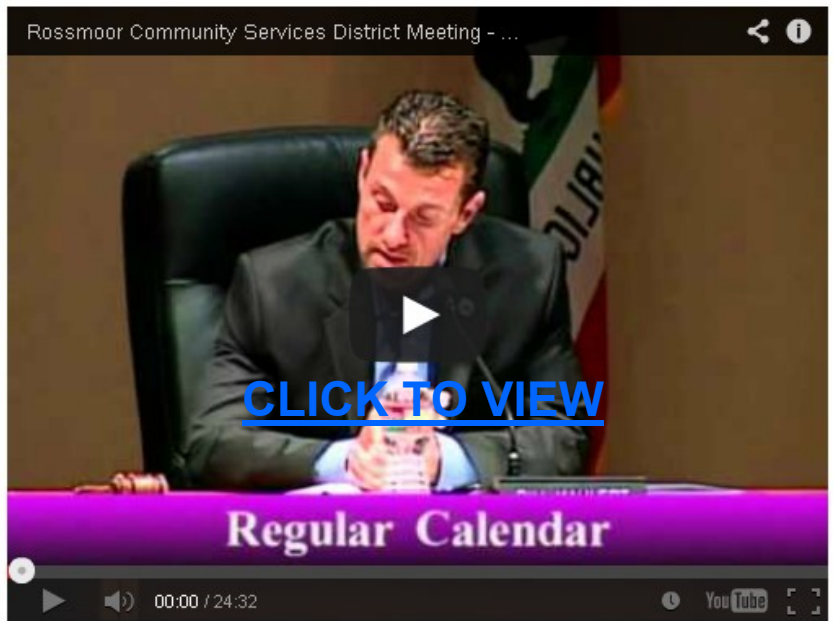 Rossmoor Community Services District Meeting - ...
CLICK TO VIEW
Regular Calendar
00:00 / 24:32
YouTube